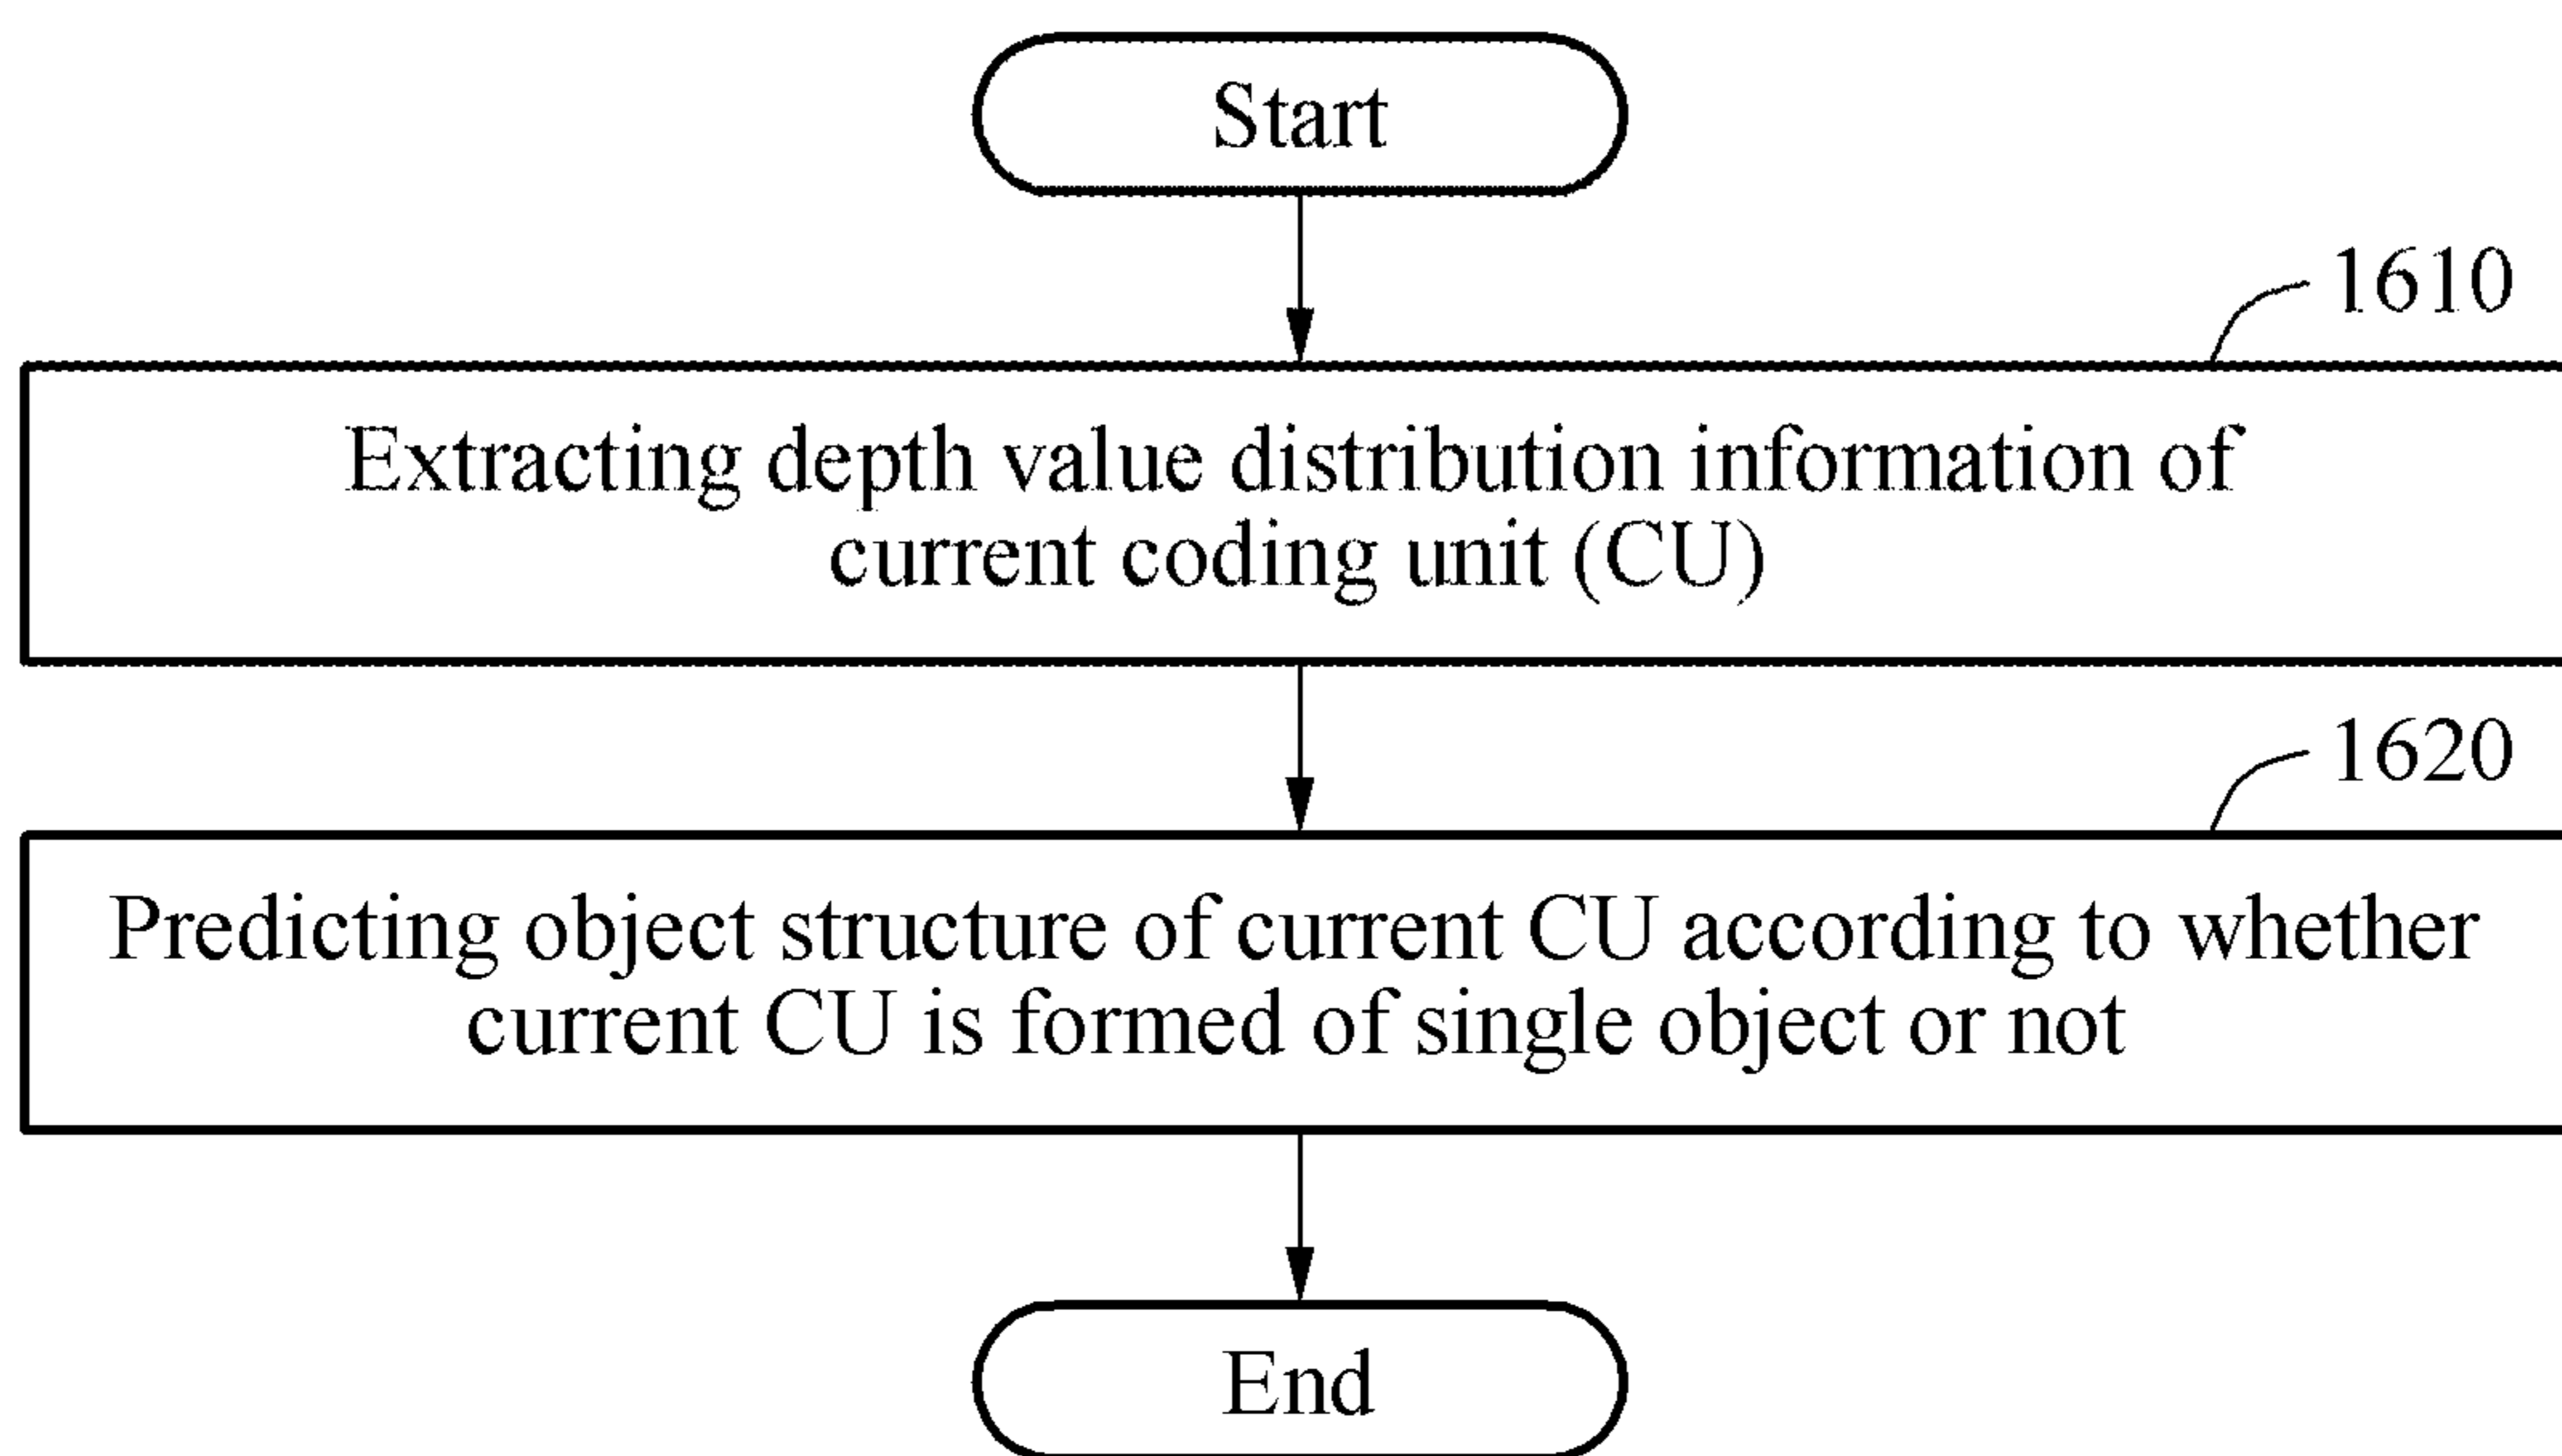 Start
1610
Extracting depth value distribution information of
current coding unit (CU)
1620
Predicting object structure of current CU according to whether
current CU is formed of single object or not
End